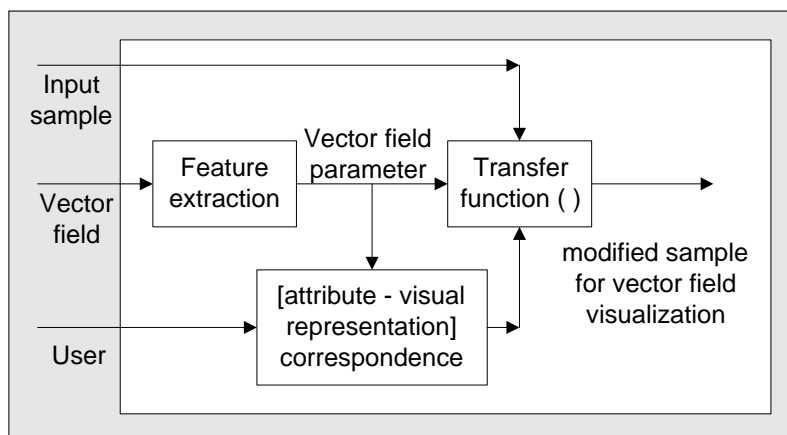 Input
sample
Vector field
parameter
Feature
extraction
Transfer
function ( )
Vector
field
modified sample
for vector field
visualization
[attribute - visual
representation]
correspondence
User